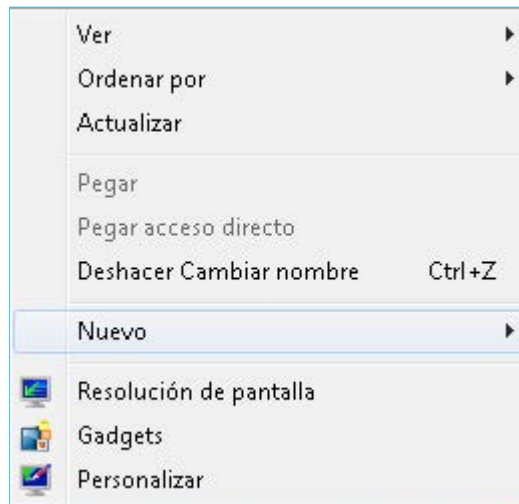 Ver
Ordenar por
Actualizar
Pegar
Pegar acceso directo
Deshacer Cambiar nombre Ctrl+Z
Nuevo
Resolución de pantalla
Gadgets
Personalizar